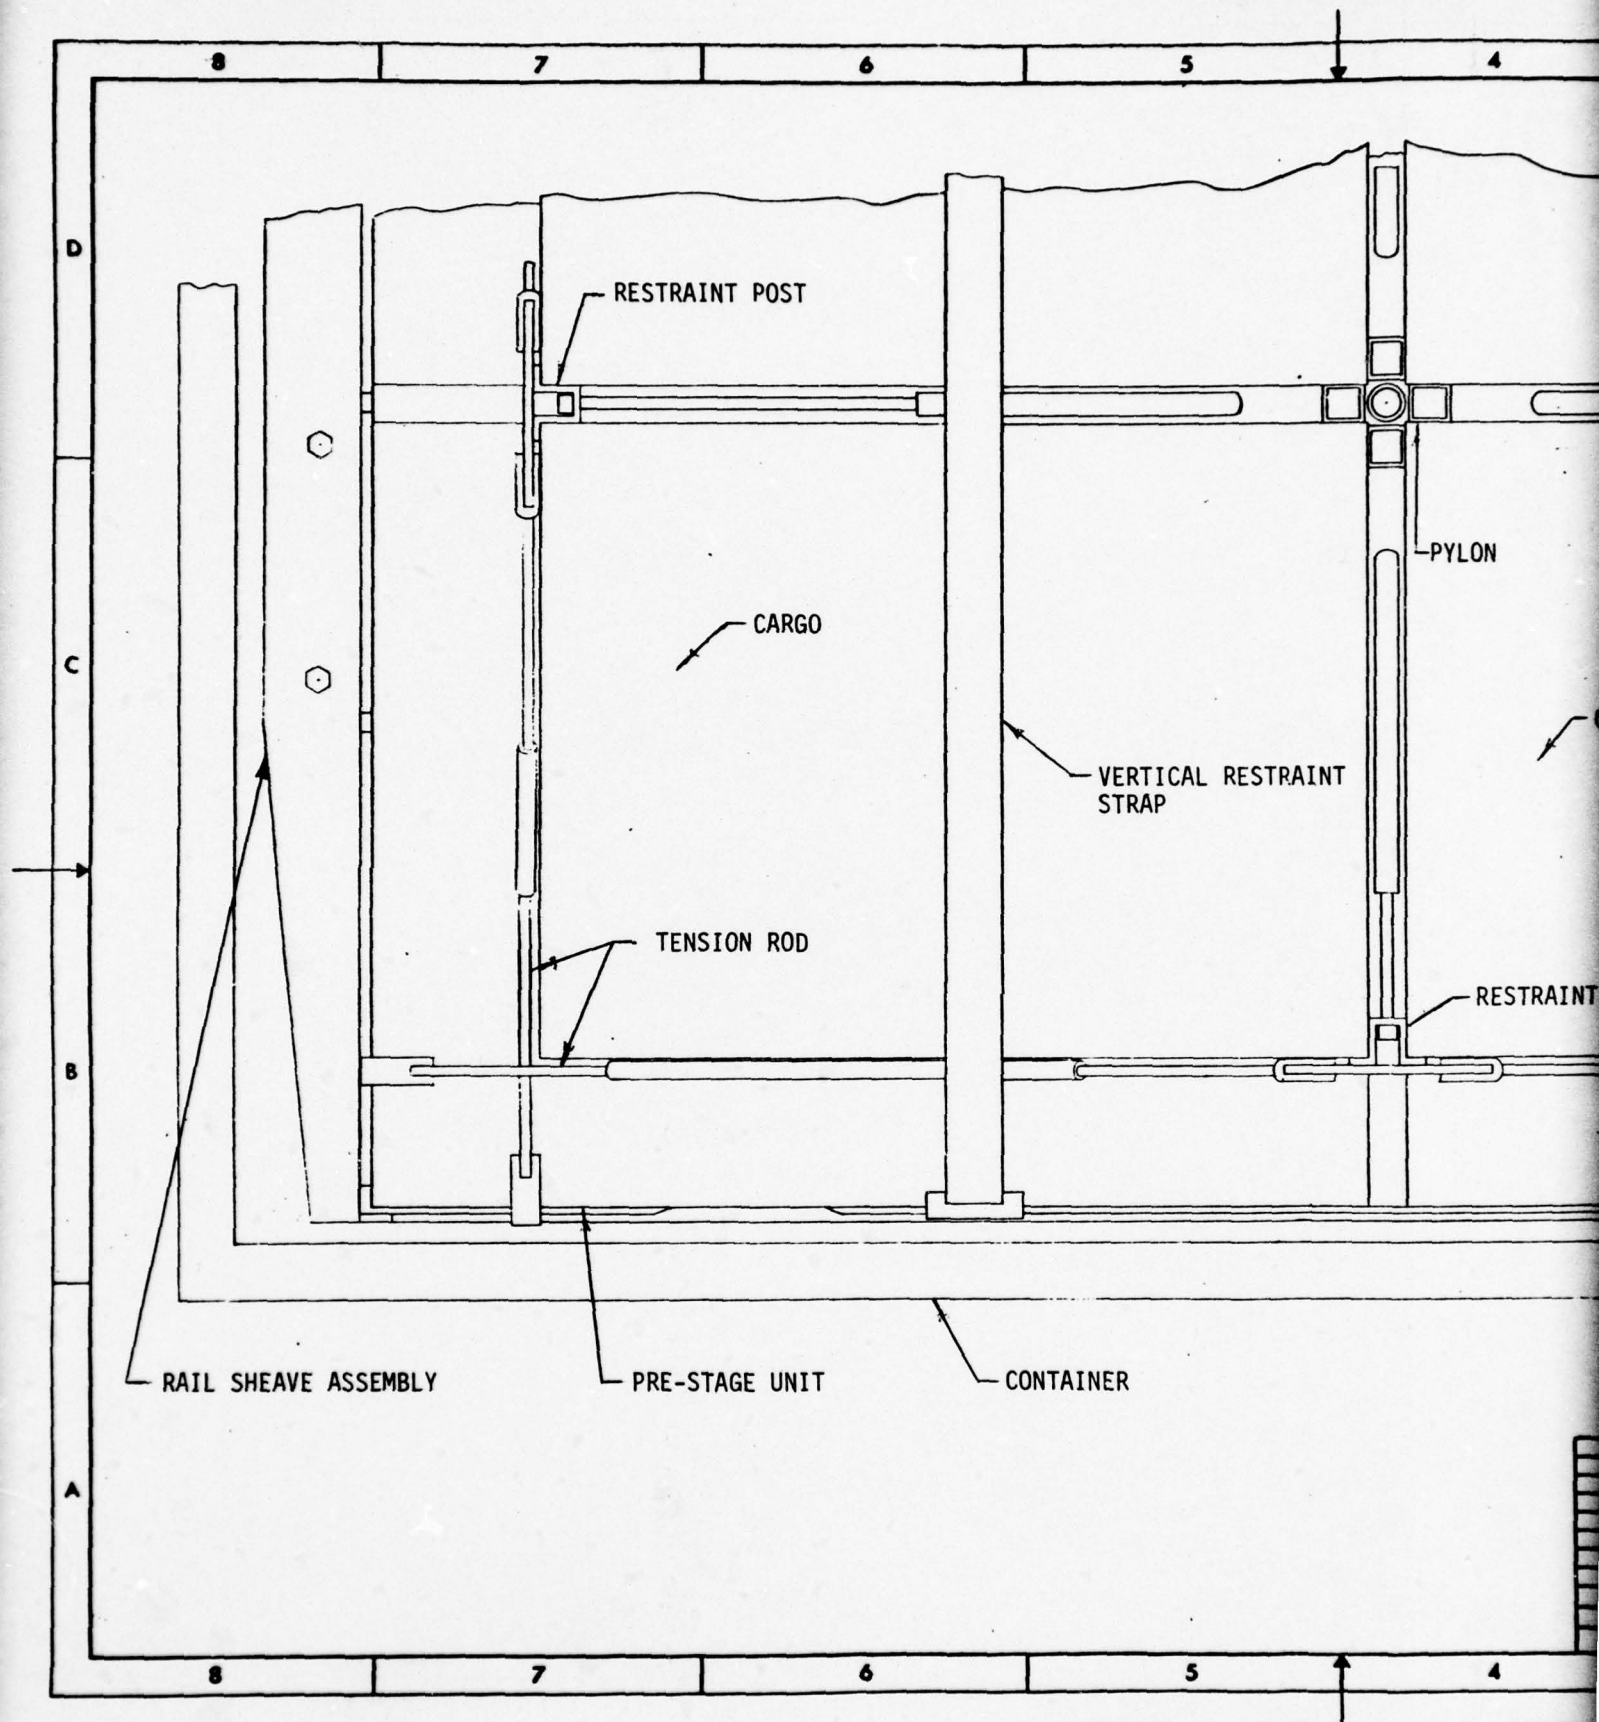 8 7 6 5 4
D
RESTRAINT POST
PYLON
CARGO
C
VERTICAL RESTRAINT
STRAP
TENSION ROD
RESTRAINT
B
RAIL SHEAVE ASSEMBLY
PRE-STAGE UNIT
CONTAINER
A
8 7 6 5 4